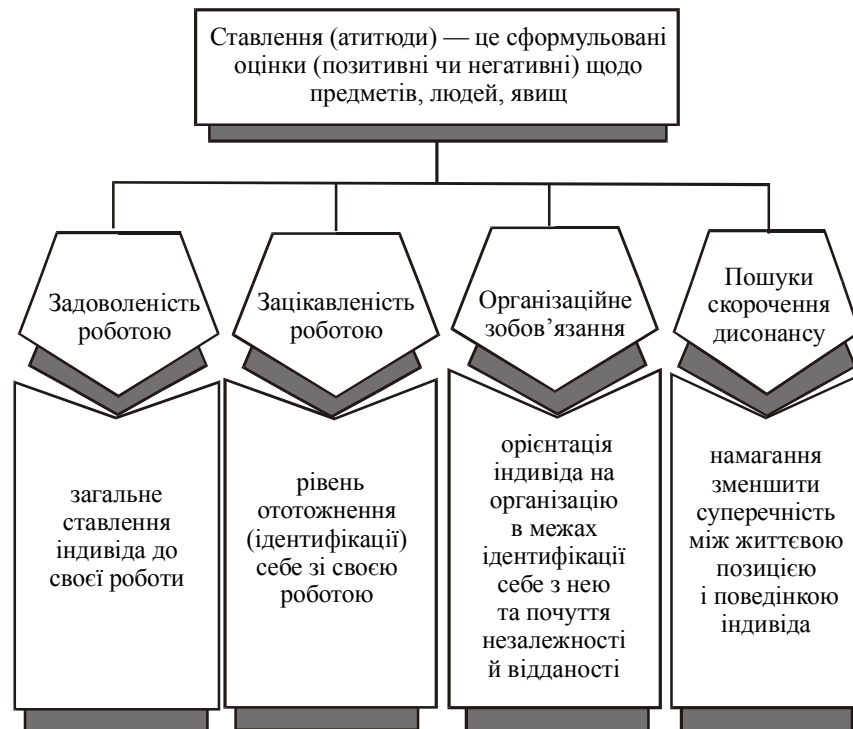 Ставлення (атитюди) — це сформульовані
оцінки (позитивні чи негативні) щодо
предметів, людей, явищ
Задоволеність
роботою
Зацікавленість
роботою
Організаційне
зобов’язання
Пошуки
скорочення
дисонансу
загальне
ставлення
індивіда до
своєї роботи
рівень
ототожнення
(ідентифікації)
себе зі своєю
роботою
орієнтація
індивіда на
організацію
в межах
ідентифікації
себе з нею
та почуття
незалежності
й відданості
намагання
зменшити
суперечність
між життєвою
позицією
і поведінкою
індивіда